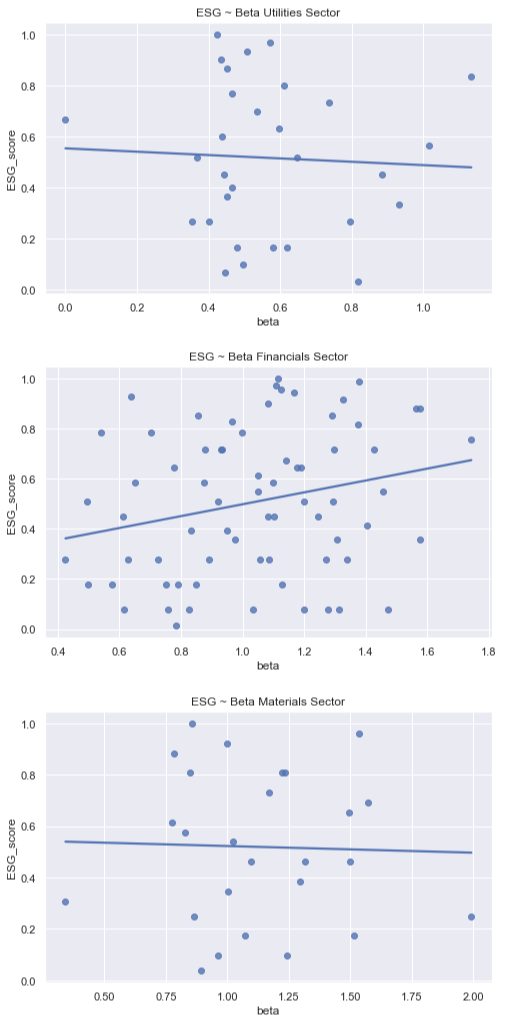 ESG ~ Beta Utilities Sector
1.0
0.8
0.6
0.4
0.2
0.0
ESG_score
0.0 0.2 0.4 0.6 0.8 1.0
beta
ESG ~ Beta Financials Sector
1.0
0.8
0.6
0.4
0.2
0.0
ESG_score
0.4 0.6 0.8 1.0 1.2 1.4 1.6 1.8
beta
ESG ~ Beta Materials Sector
1.0
0.8
0.6
0.4
0.2
0.0
ESG_score
0.50 0.75 1.00 1.25 1.50 1.75 2.00
beta